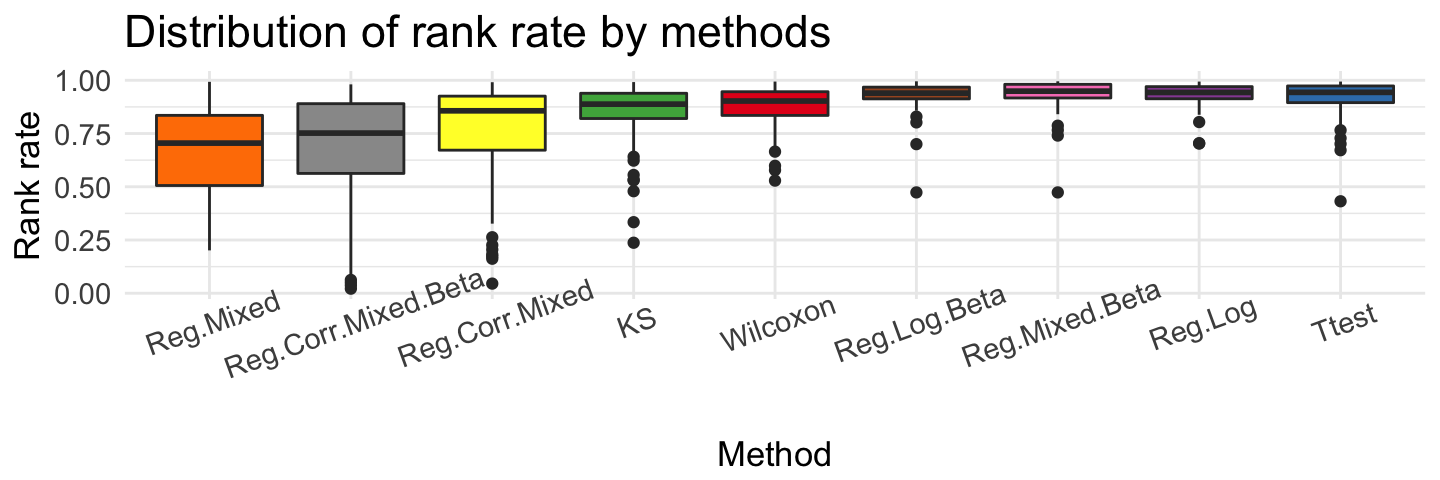 Distribution of rank rate by methods
Rank rate
1.00
0.75
0.50
0.25
0.00
Reg.Mixed
Reg.Corr.Mixed.Beta
Reg.Corr.Mixed
KS
Wilcoxon
Reg.Log.Beta
Reg.Mixed.Beta
Reg.Log
Ttest
Method